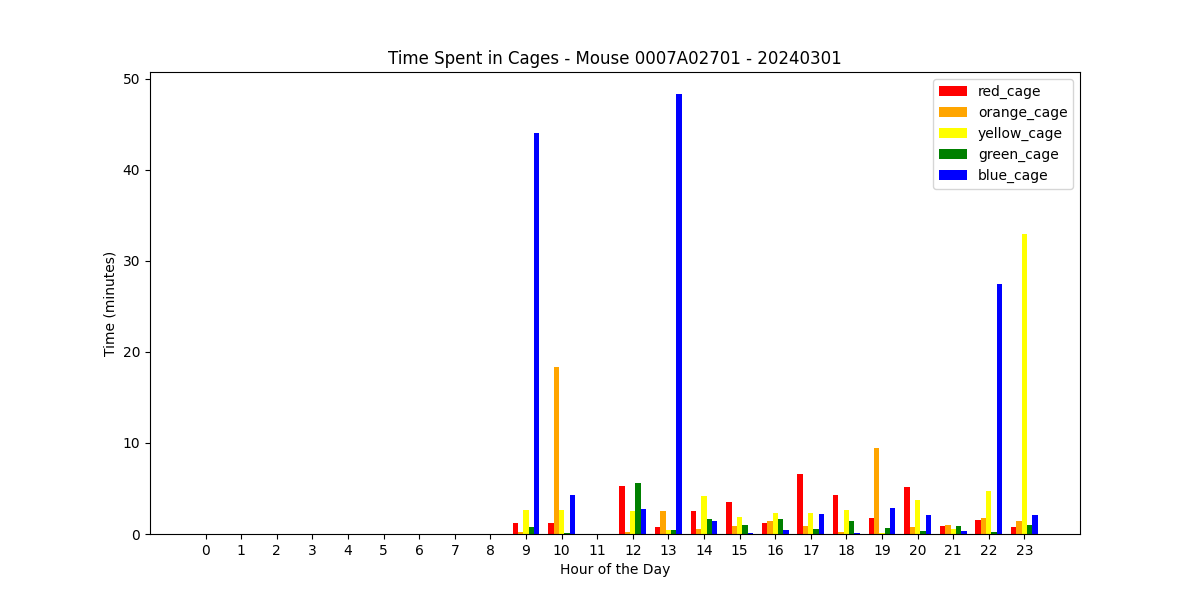 Time Spent in Cages - Mouse 0007A02701 - 20240301
50
40
30
20
10
0
Time (minutes)
red_cage
orange_cage
yellow_cage
green_cage
blue_cage
0 1 2 3 4 5 6 7 8 9 10 11 12 13 14 15 16 17 18 19 20 21 22 23
Hour of the Day